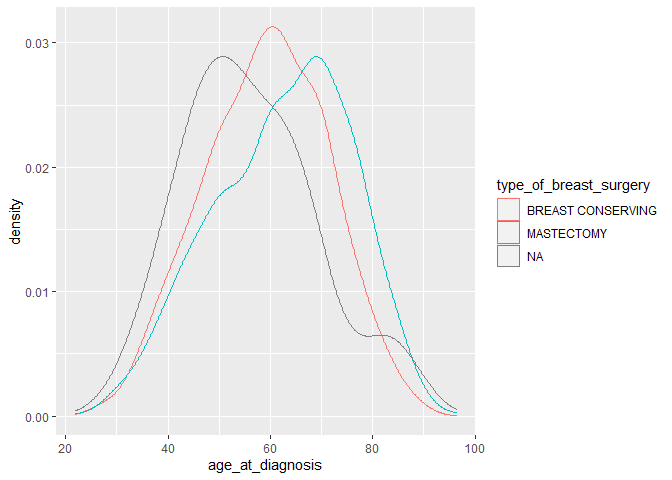 0.03
0.02
0.01
0.00
density
20 40 60 80 100
age_at_diagnosis
type_of_breast_surgery
BREAST CONSERVING
MASTECTOMY
NA